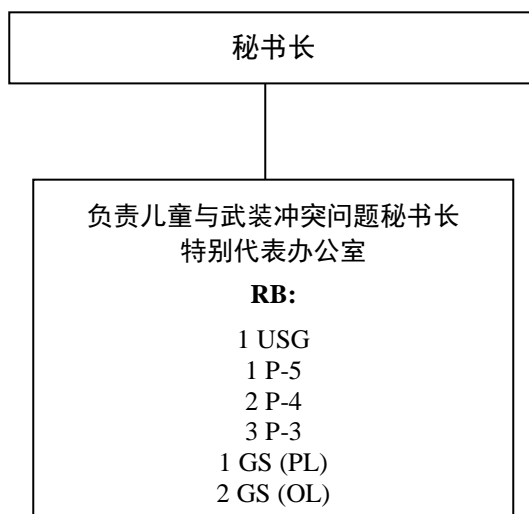 秘书长
负责儿童与武装冲突问题秘书长
特别代表办公室
RB:
1 USG
1 P-5
2 P-4
3 P-3
1 GS (PL)
2 GS (OL)